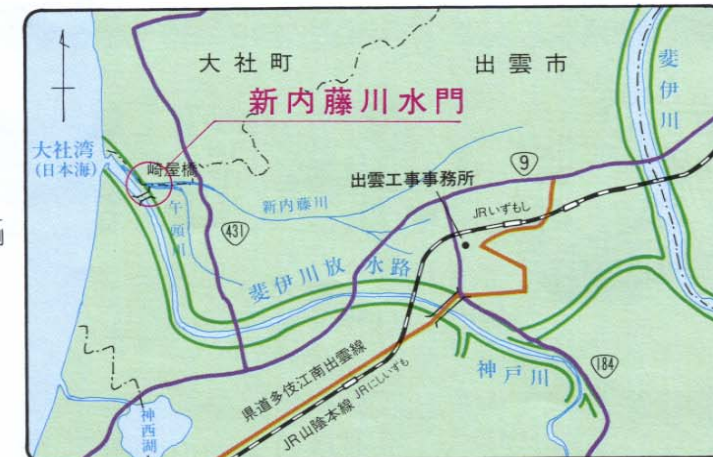 大社町
出雲市
斐伊川
新内藤川水門
大社湾
(日本海)
崎屋橋
9
出雲工事事務所
午頭川
新内藤川
JRいずもし
431
斐伊川放水路
県道多伎江南出雲線
JRにしいずも
JR山陰本線
神戸川
184
神西湖